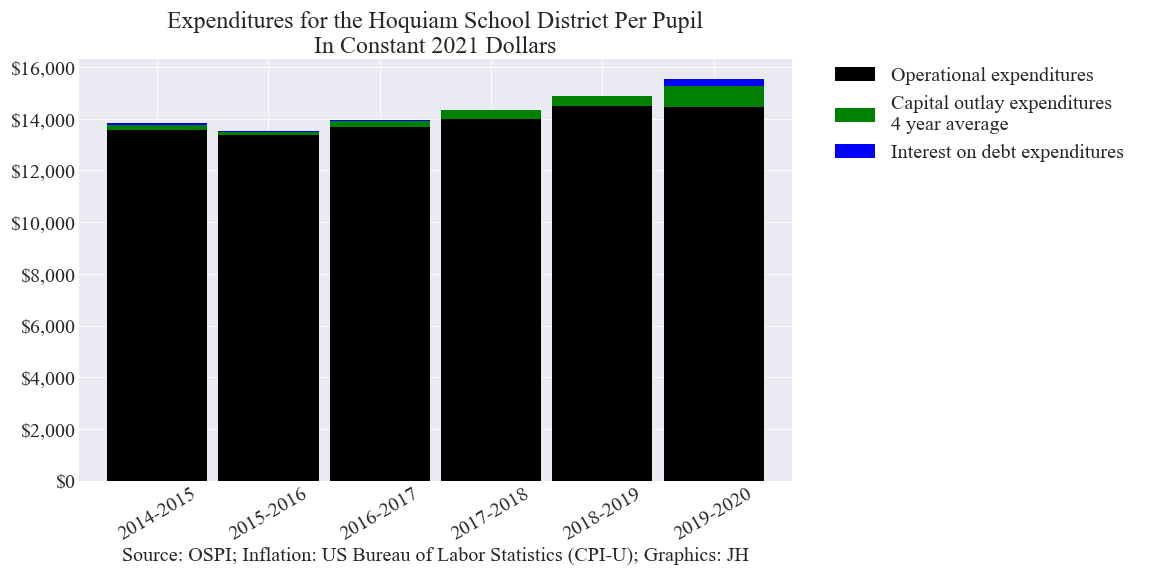 Expenditures for the Hoquiam School District Per Pupil
In Constant 2021 Dollars
$16,000
$14,000
$12,000
$10,000
$8,000
$6,000
$4,000
$2,000
$0
2014-2015
2015-2016
2016-2017
2017-2018
2018-2019
2019-2020
Source: OSPI; Inflation: US Bureau of Labor Statistics (CPI-U); Graphics: JH
Operational expenditures
Capital outlay expenditures
4 year average
Interest on debt expenditures